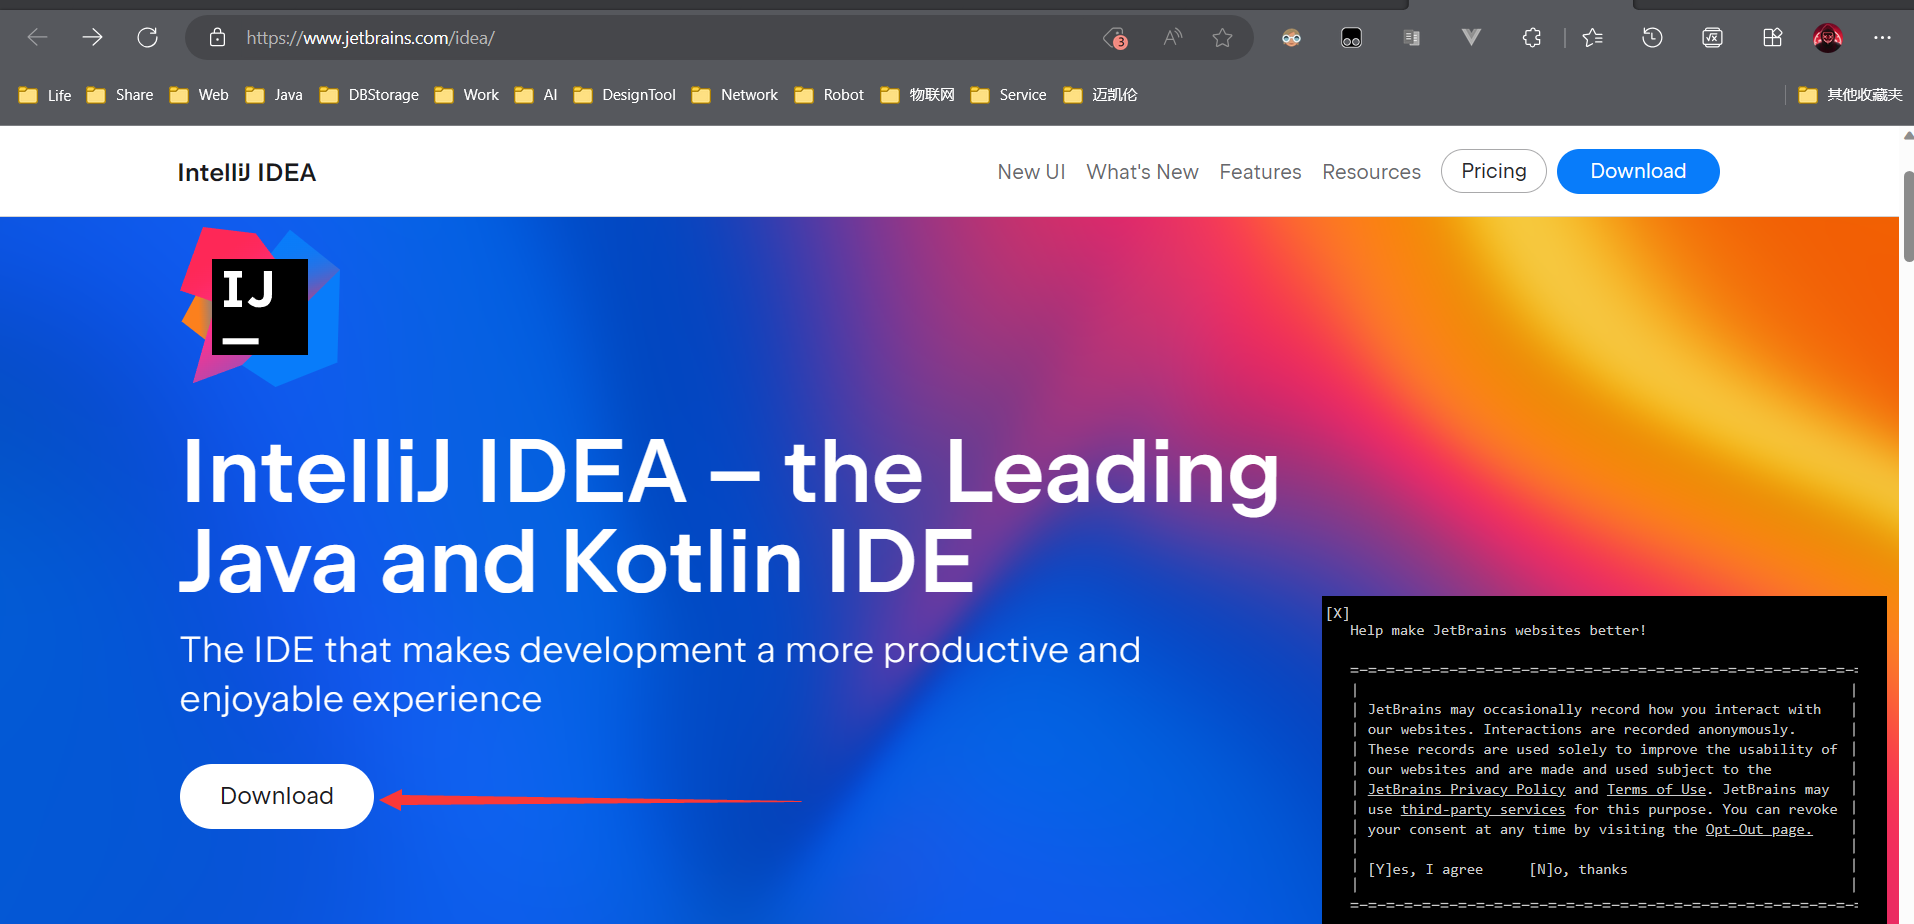 https://www.jetbrains.com/idea/
3
Life Share Web Java DBStorage Work AI DesignTool Network Robot 物联网 Service 迈凯伦 其他收藏夹
IntelliJ IDEA New UI What's New Features Resources Pricing Download
IJ
IntelliJ IDEA – the Leading
Java and Kotlin IDE
The IDE that makes development a more productive and
enjoyable experience
Download
[X]
Help make JetBrains websites better!
JetBrains may occasionally record how you interact with
our websites. Interactions are recorded anonymously.
These records are used solely to improve the usability of
our websites and are made and used subject to the
JetBrains Privacy Policy and Terms of Use. JetBrains may
use third-party services for this purpose. You can revoke
your consent at any time by visiting the Opt-Out page.
[Y]es, I agree [N]o, thanks